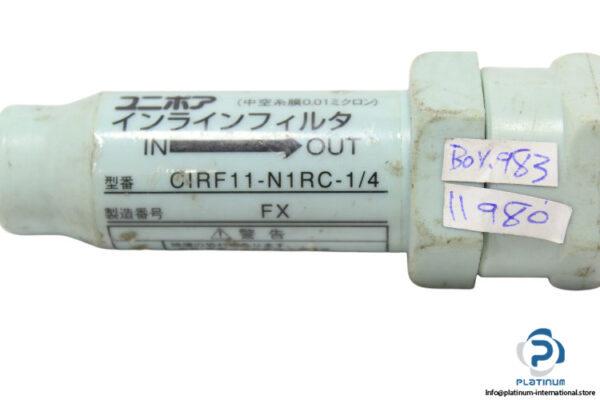 ユニポア (中空糸膜0.01ミクロン)
インラインフィルタ
IN OUT
型番 CIRF11-N1RC-1/4
製造番号 FX
⚠ 警告
BOX.983
11980
PLATINUM
Info@platinum-international.store